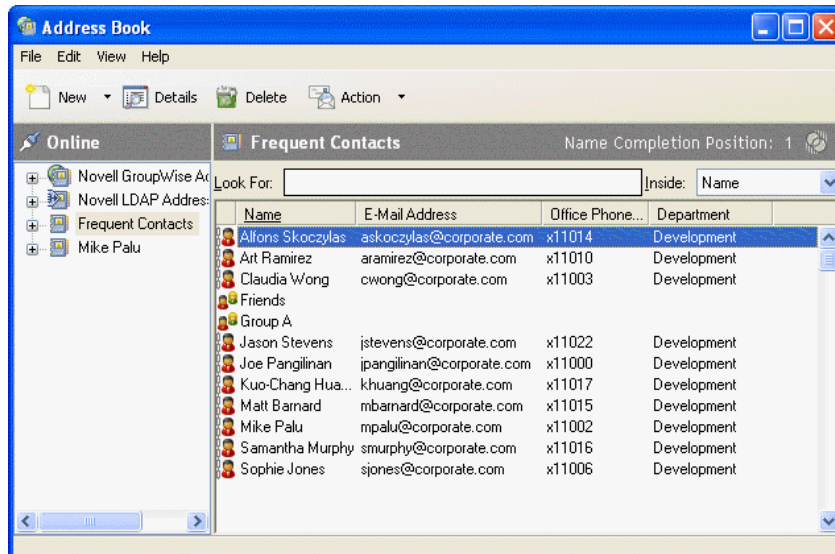 Address Book
File Edit View Help
New Details Delete Action
Online
Frequent Contacts Name Completion Position: 1
Novell GroupWise Ad
Novell LDAP Addres
Frequent Contacts
Mike Palu
Look For: Inside: Name
Name E-Mail Address Office Phone... Department
Alfons Skoczylas askoczylas@corporate.com x11014 Development
Art Ramirez aramirez@corporate.com x11010 Development
Claudia Wong cwong@corporate.com x11003 Development
Friends
Group A
Jason Stevens jstevens@corporate.com x11022 Development
Joe Pangilinan jpangilinan@corporate.com x11000 Development
Kuo-Chang Hua... khuang@corporate.com x11017 Development
Matt Barnard mbarnard@corporate.com x11015 Development
Mike Palu mpalu@corporate.com x11002 Development
Samantha Murphy smurphy@corporate.com x11016 Development
Sophie Jones sjones@corporate.com x11006 Development